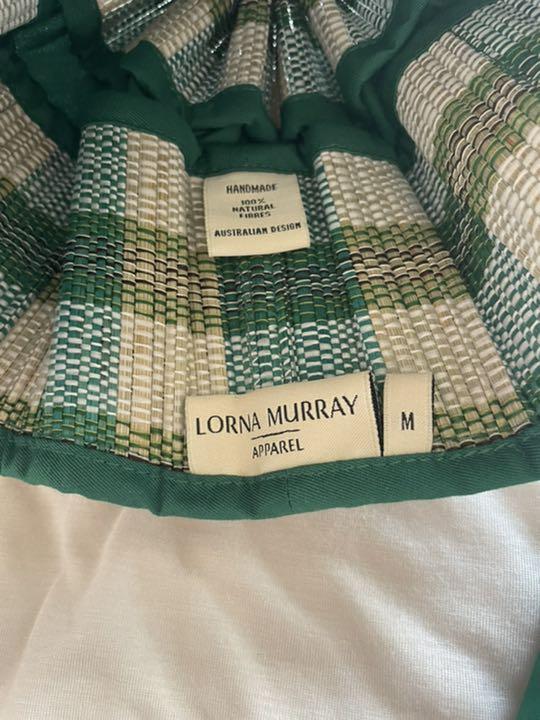 HANDMADE
100%
NATURAL
FIBRES
AUSTRALIAN DESIGN
LORNA MURRAY
APPAREL
M